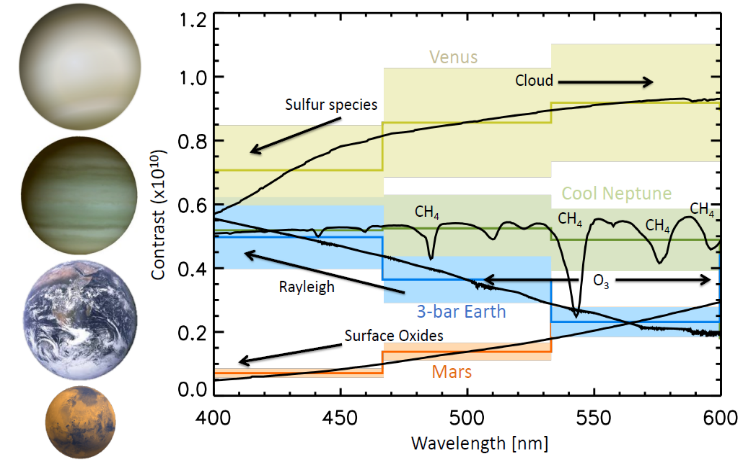 1.2
1.0
0.8
0.6
0.4
0.2
0.0
Contrast (x10¹⁰)
Venus
Cloud
Sulfur species
Cool Neptune
CH₄
CH₄
CH₄
CH₄
O₃
Rayleigh
3-bar Earth
Surface Oxides
Mars
400
450
500
550
600
Wavelength [nm]